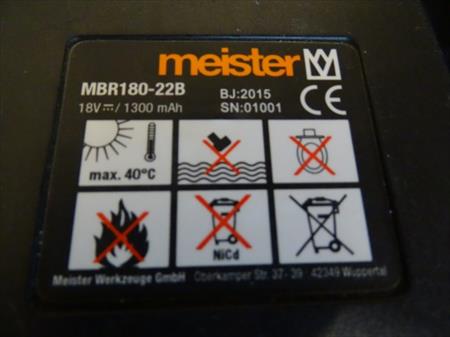 meister
MBR180-22B BJ:2015
18V⎓/ 1300 mAh SN:01001
CE
max. 40°C
NiCd
Meister Werkzeuge GmbH Oberkamper Str. 37 - 39 42349 Wuppertal